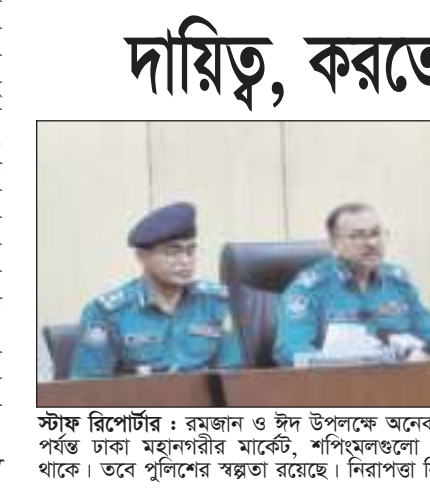 দায়িত্ব, করতে
স্টাফ রিপোর্টার : রমজান ও ঈদ উপলক্ষে অনেক
পর্যন্ত ঢাকা মহানগরীর মার্কেট, শপিংমলগুলো
থাকে। তবে পুলিশের স্বল্পতা রয়েছে। নিরাপত্তা